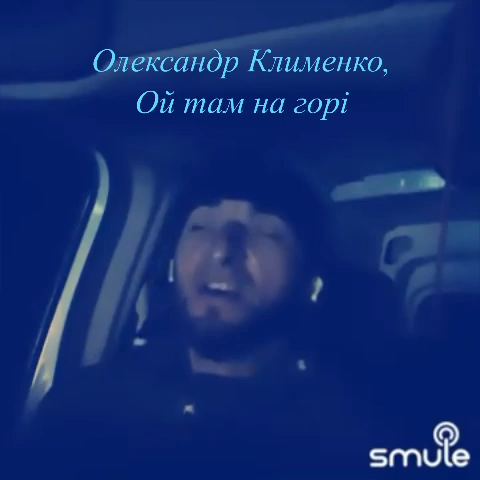 Олександр Клименко,
Ой там на горі
smule